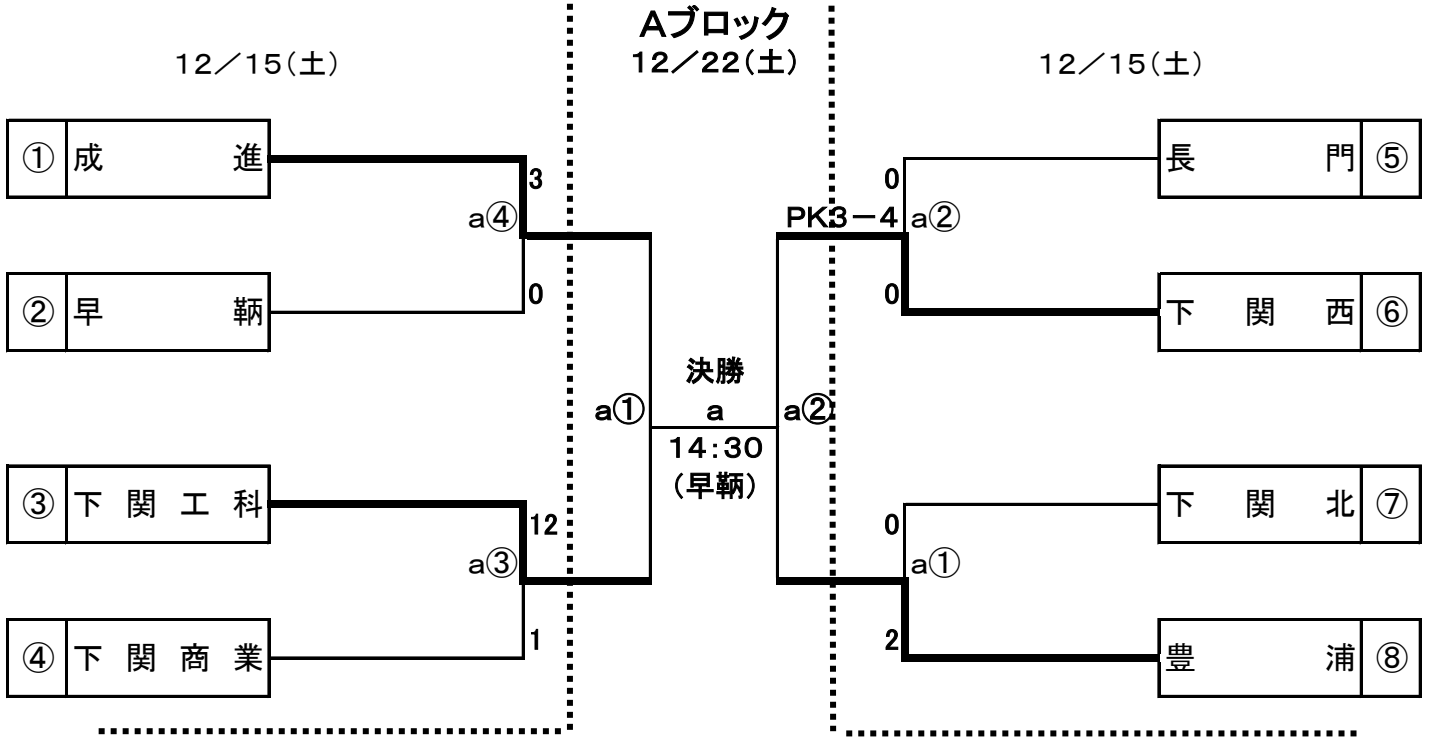 Aブロック
12／15（土）
12／22（土）
12／15（土）
① 成進
3
a④
② 早鞆
0
③ 下関工科
12
a③
④ 下関商業
1
a①
決勝
a
14：30
（早鞆）
a②
長門 ⑤
0
PK3－4 a②
下関西 ⑥
0
下関北 ⑦
0
a①
豊浦 ⑧
2